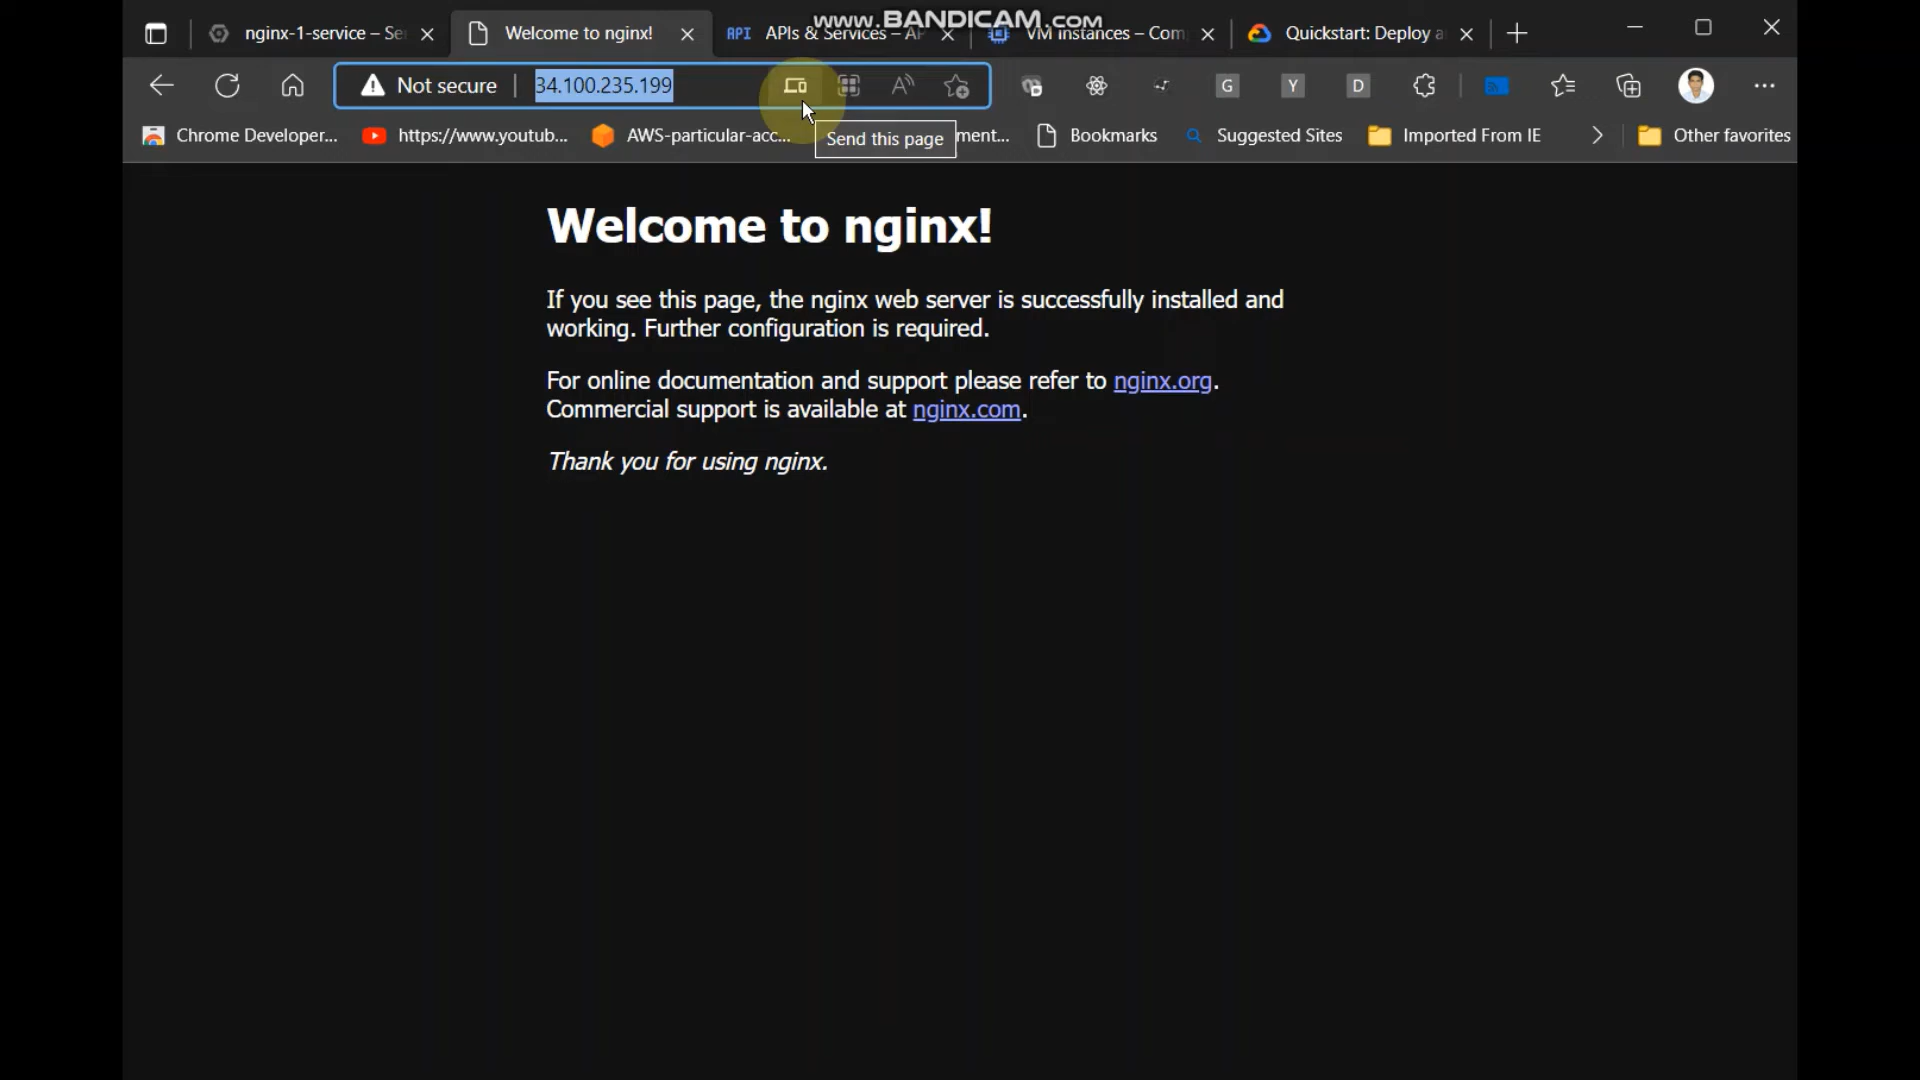 www.BANDICAM.com
nginx-1-service – Se
Welcome to nginx!
API APIs & Services – AP
VM instances – Com
Quickstart: Deploy a
Not secure
34.100.235.199
G
Y
D
Chrome Developer...
https://www.youtub...
AWS-particular-acc...
Send this page
ment...
Bookmarks
Suggested Sites
Imported From IE
Other favorites
Welcome to nginx!
If you see this page, the nginx web server is successfully installed and
working. Further configuration is required.
For online documentation and support please refer to nginx.org.
Commercial support is available at nginx.com.
Thank you for using nginx.